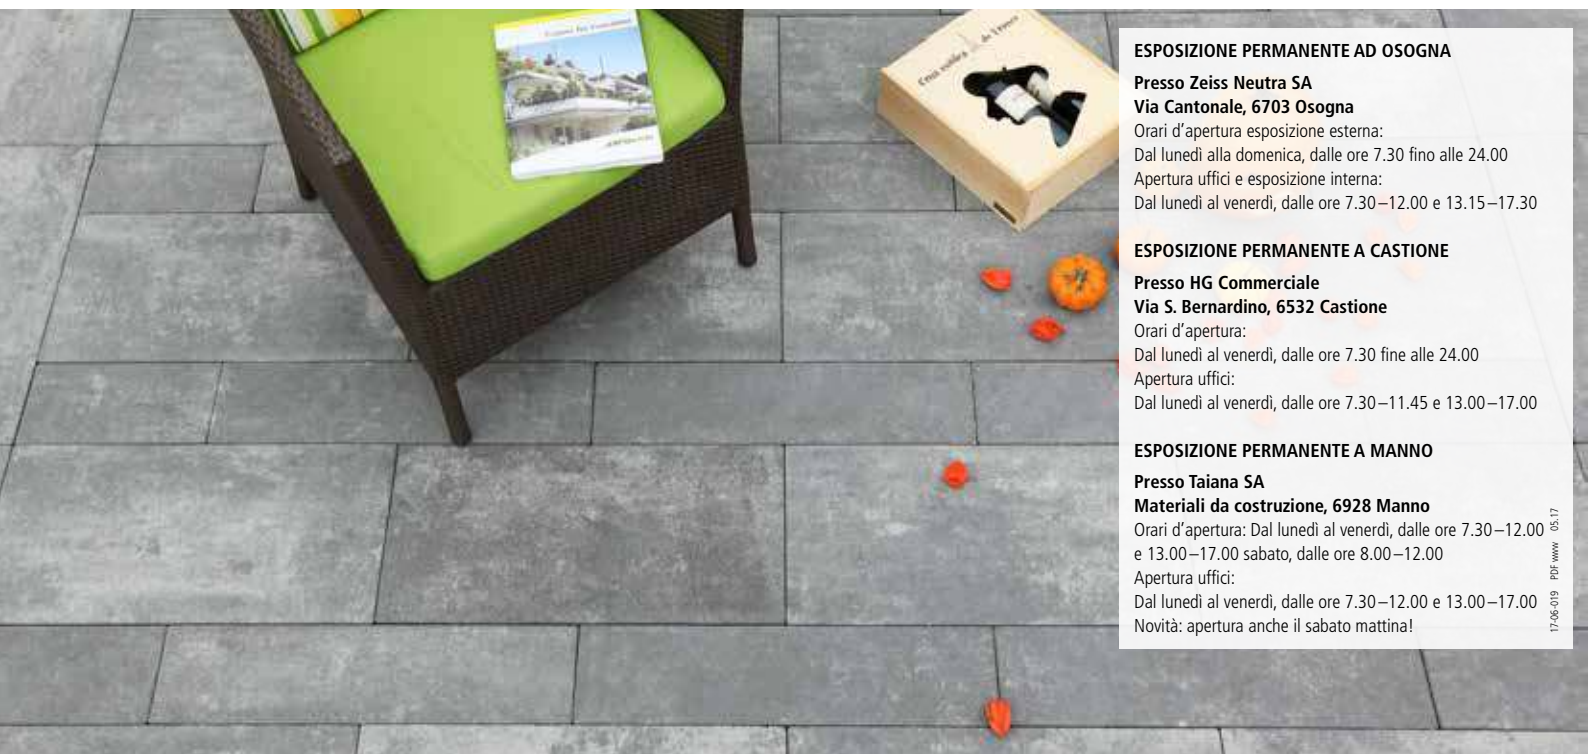 ESPOSIZIONE PERMANENTE AD OSOGNA
Presso Zeiss Neutra SA
Via Cantonale, 6703 Osogna
Orari d’apertura esposizione esterna:
Dal lunedì alla domenica, dalle ore 7.30 fino alle 24.00
Apertura uffici e esposizione interna:
Dal lunedì al venerdì, dalle ore 7.30–12.00 e 13.15–17.30
ESPOSIZIONE PERMANENTE A CASTIONE
Presso HG Commerciale
Via S. Bernardino, 6532 Castione
Orari d’apertura:
Dal lunedì al venerdì, dalle ore 7.30 fine alle 24.00
Apertura uffici:
Dal lunedì al venerdì, dalle ore 7.30–11.45 e 13.00–17.00
ESPOSIZIONE PERMANENTE A MANNO
Presso Taiana SA
Materiali da costruzione, 6928 Manno
Orari d’apertura: Dal lunedì al venerdì, dalle ore 7.30–12.00
e 13.00–17.00 sabato, dalle ore 8.00–12.00
Apertura uffici:
Dal lunedì al venerdì, dalle ore 7.30–12.00 e 13.00–17.00
Novità: apertura anche il sabato mattina!
17-06-019 PDF www 05.17